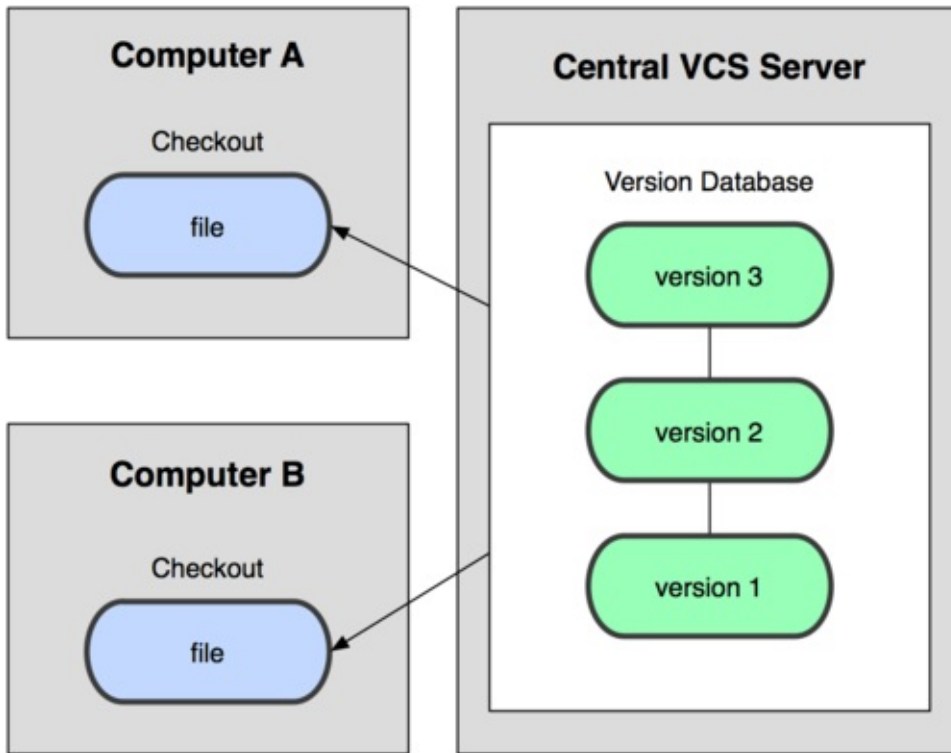 Computer A
Checkout
file
Computer B
Checkout
file
Central VCS Server
Version Database
version 3
version 2
version 1